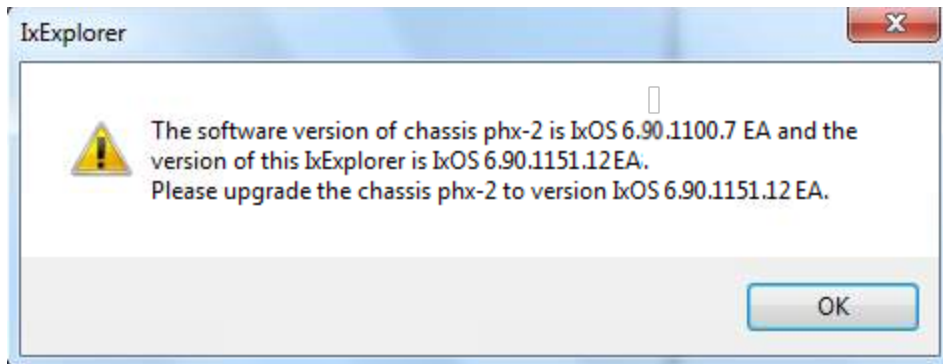 IxExplorer
The software version of chassis phx-2 is IxOS 6.90.1100.7 EA and the
version of this IxExplorer is IxOS 6.90.1151.12 EA.
Please upgrade the chassis phx-2 to version IxOS 6.90.1151.12 EA.
OK